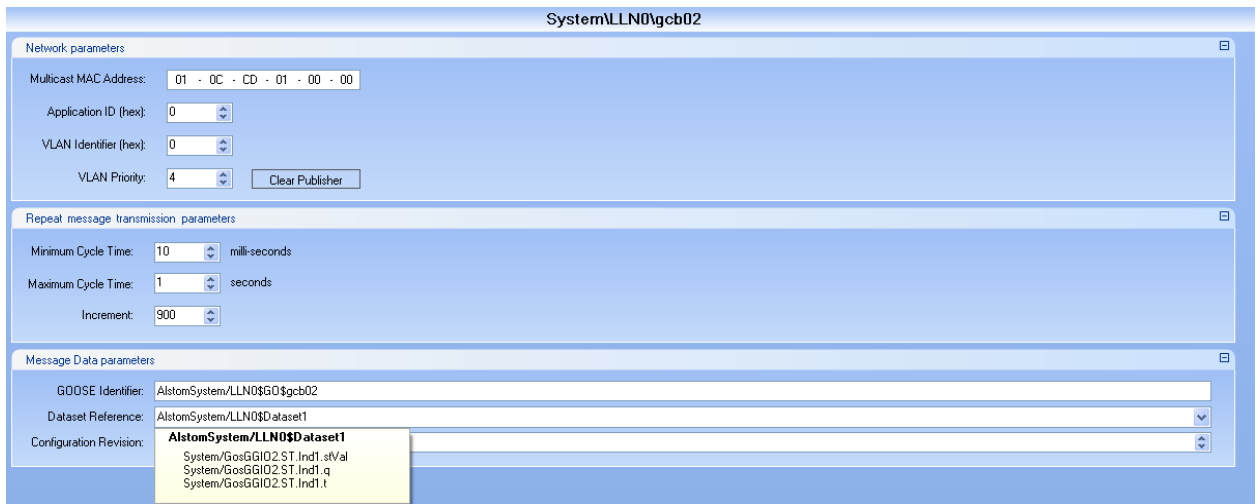 System\LLN0\gcb02
Network parameters
Multicast MAC Address: 01 - 0C - CD - 01 - 00 - 00
Application ID (hex): 0
VLAN Identifier (hex): 0
VLAN Priority: 4 Clear Publisher
Repeat message transmission parameters
Minimum Cycle Time: 10 milli-seconds
Maximum Cycle Time: 1 seconds
Increment: 900
Message Data parameters
GOOSE Identifier: AlstomSystem/LLN0$GO$gcb02
Dataset Reference: AlstomSystem/LLN0$Dataset1
Configuration Revision: AlstomSystem/LLN0$Dataset1
System/GosGGIO2.ST.Ind1.stVal
System/GosGGIO2.ST.Ind1.q
System/GosGGIO2.ST.Ind1.t